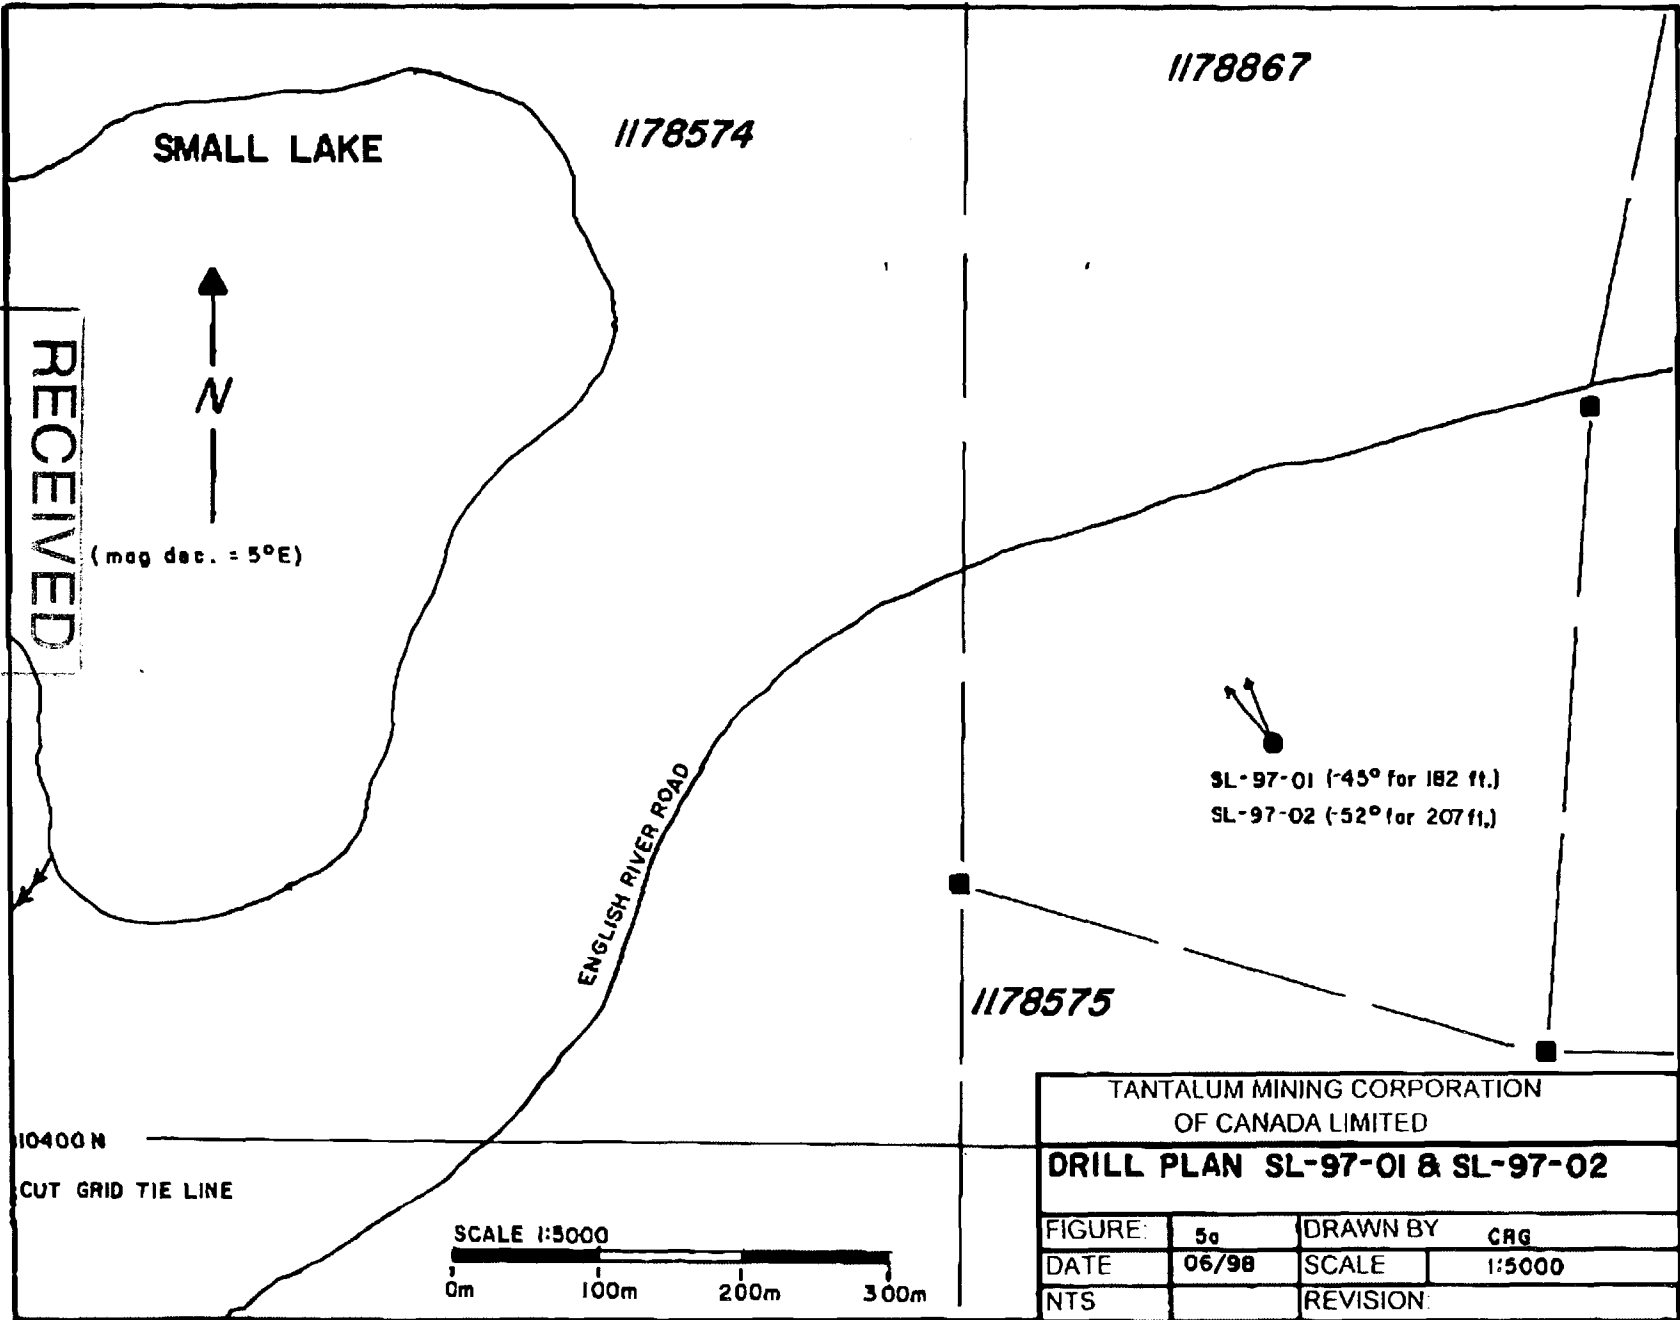 1178867
1178574
SMALL LAKE
N
RECEIVED
(mag dec. = 5°E)
SL-97-01 (-45° for 182 ft.)
SL-97-02 (-52° for 207 ft.)
ENGLISH RIVER ROAD
1178575
10400 N
CUT GRID TIE LINE
SCALE 1:5000
0m 100m 200m 300m
TANTALUM MINING CORPORATION
OF CANADA LIMITED
DRILL PLAN SL-97-01 & SL-97-02
FIGURE: 5a DRAWN BY CRG
DATE 06/98 SCALE 1:5000
NTS REVISION: